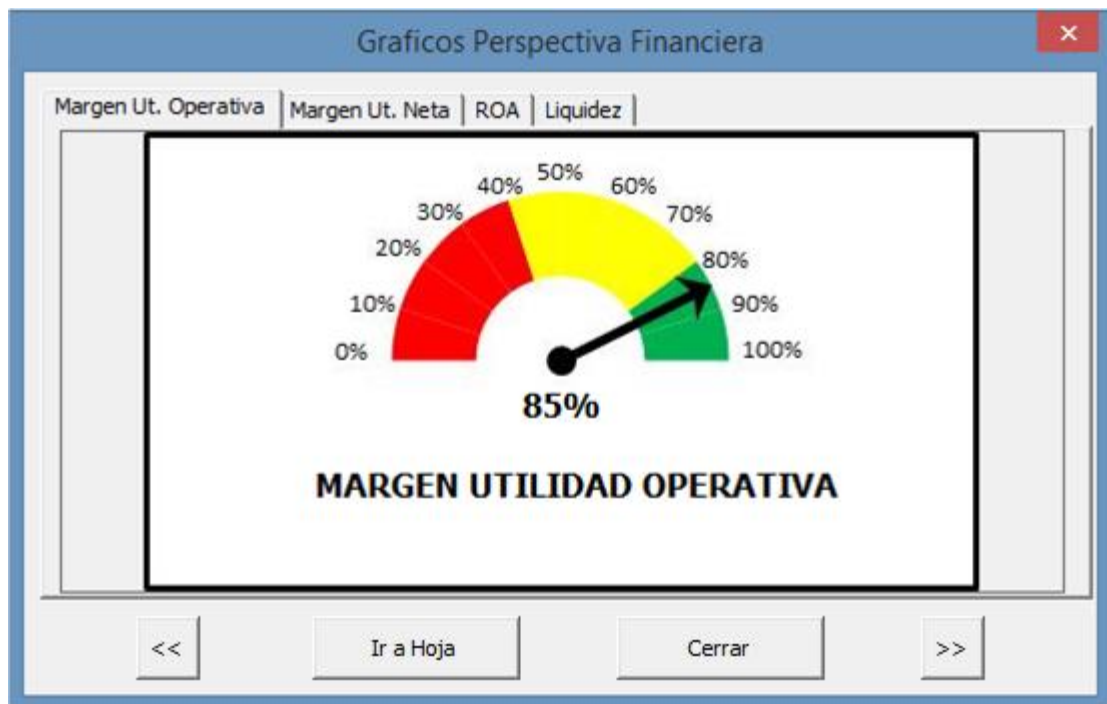 Graficos Perspectiva Financiera
Margen Ut. Operativa
Margen Ut. Neta
ROA
Liquidez
0%
10%
20%
30%
40%
50%
60%
70%
80%
90%
100%
85%
MARGEN UTILIDAD OPERATIVA
<<
Ir a Hoja
Cerrar
>>